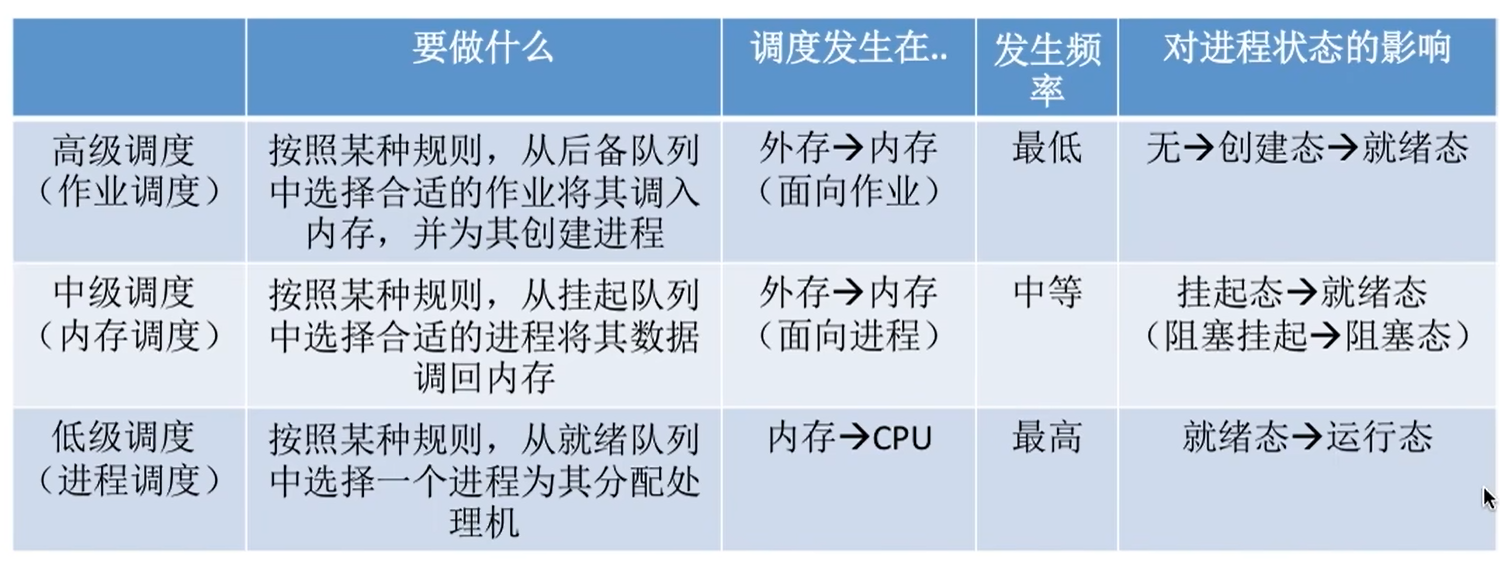 要做什么
调度发生在..
发生频
率
对进程状态的影响
高级调度
（作业调度）
按照某种规则，从后备队列
中选择合适的作业将其调入
内存，并为其创建进程
外存→内存
（面向作业）
最低
无→创建态→就绪态
中级调度
（内存调度）
按照某种规则，从挂起队列
中选择合适的进程将其数据
调回内存
外存→内存
（面向进程）
中等
挂起态→就绪态
（阻塞挂起→阻塞态）
低级调度
（进程调度）
按照某种规则，从就绪队列
中选择一个进程为其分配处
理机
内存→CPU
最高
就绪态→运行态